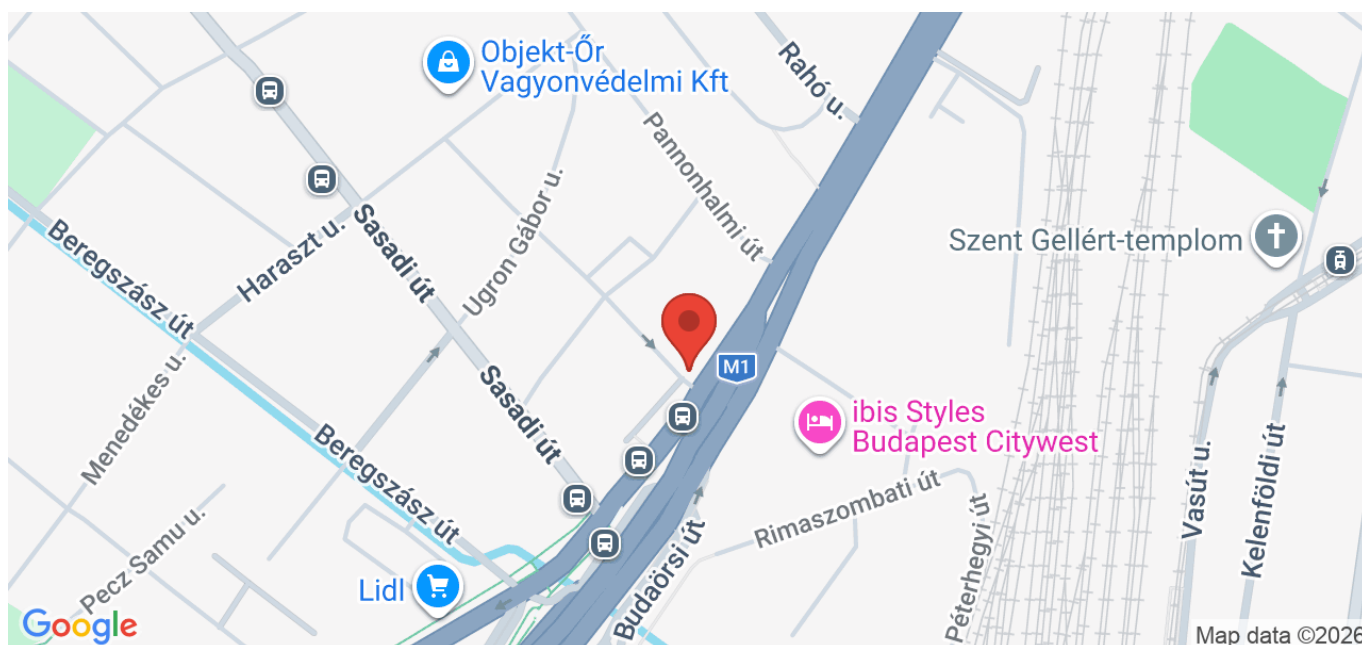 Objekt-Őr
Vagyonvédelmi Kft
Rahó u.
Pannonhalmi út
Ugron Gábor u.
Sasadi út
Haraszt u.
Beregszász út
Szent Gellért-templom
Menedékes u.
M1
Sasadi út
ibis Styles
Budapest Citywest
Beregszász út
Rimaszombati út
Vasút u.
Kelenföldi út
Pecz Samu u.
Budaörsi út
Péterhegyi út
Lidl
Google
Map data ©2026